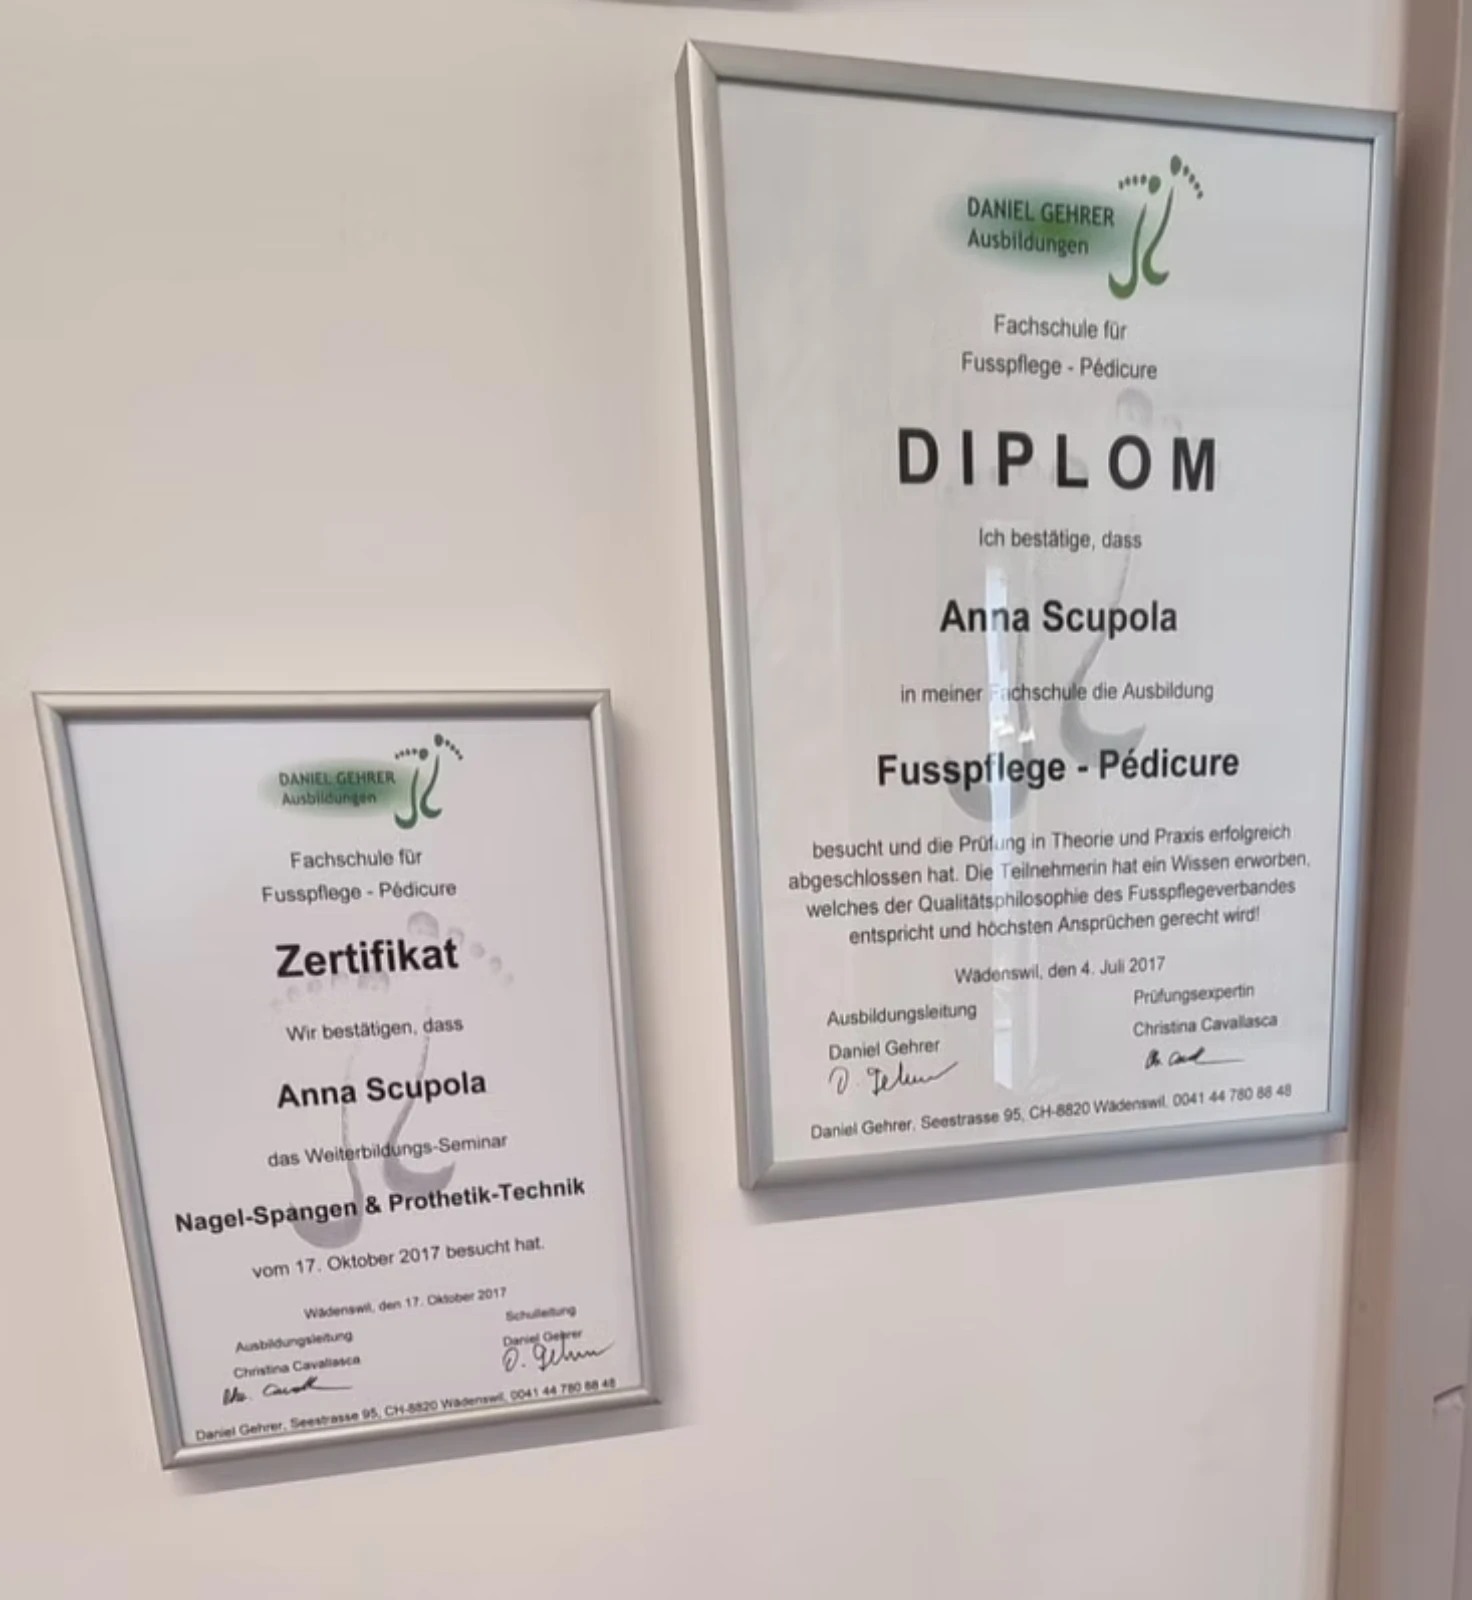 DANIEL GEHRER
Ausbildungen
Fachschule für
Fusspflege - Pédicure
DIPLOM
Ich bestätige, dass
Anna Scupola
in meiner Fachschule die Ausbildung
Fusspflege - Pédicure
besucht und die Prüfung in Theorie und Praxis erfolgreich
abgeschlossen hat. Die Teilnehmerin hat ein Wissen erworben,
welches der Qualitätsphilosophie des Fusspflegeverbandes
entspricht und höchsten Ansprüchen gerecht wird!
Wädenswil, den 4. Juli 2017
Ausbildungsleitung
Daniel Gehrer
D. Gehrer
Prüfungsexpertin
Christina Cavallasca
Daniel Gehrer, Seestrasse 95, CH-8820 Wädenswil, 0041 44 780 88 48
DANIEL GEHRER
Ausbildungen
Fachschule für
Fusspflege - Pédicure
Zertifikat
Wir bestätigen, dass
Anna Scupola
das Weiterbildungs-Seminar
Nagel-Spangen & Prothetik-Technik
vom 17. Oktober 2017 besucht hat.
Wädenswil, den 17. Oktober 2017
Ausbildungsleitung
Christina Cavallasca
Schulleitung
Daniel Gehrer
D. Gehrer
Daniel Gehrer, Seestrasse 95, CH-8820 Wädenswil, 0041 44 780 88 48